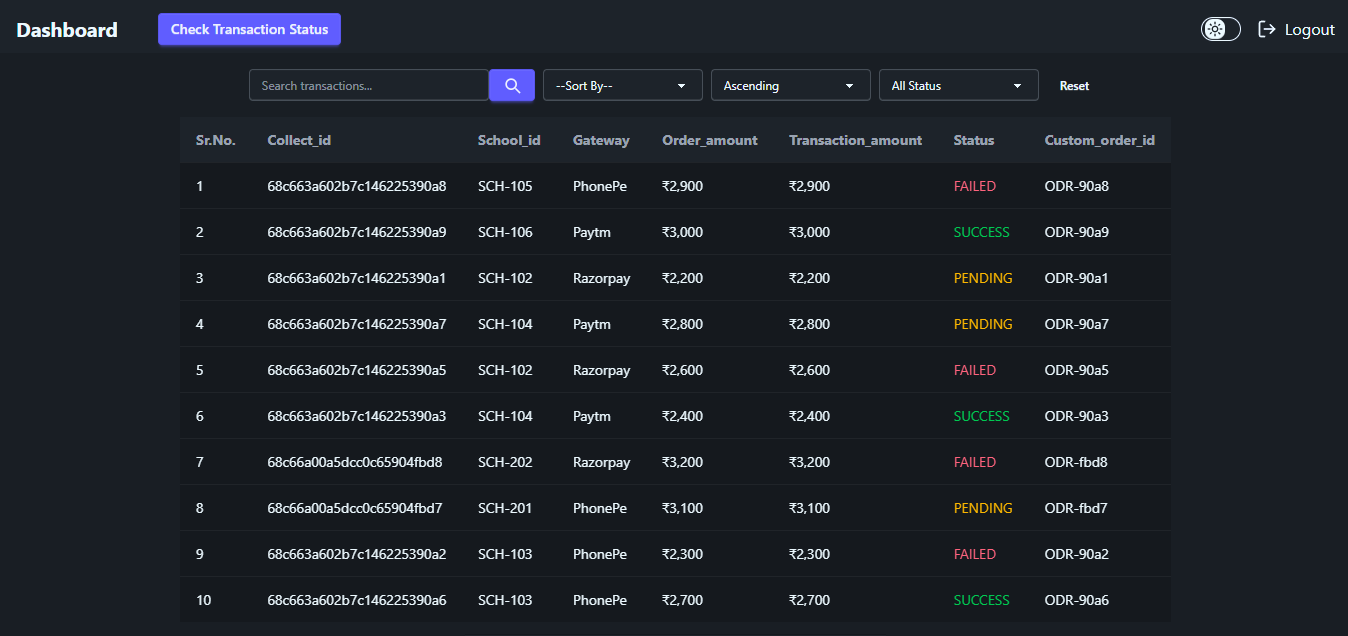 Dashboard Check Transaction Status Logout
Search transactions... --Sort By-- Ascending All Status Reset
Sr.No. Collect_id School_id Gateway Order_amount Transaction_amount Status Custom_order_id
1 68c663a602b7c146225390a8 SCH-105 PhonePe ₹2,900 ₹2,900 FAILED ODR-90a8
2 68c663a602b7c146225390a9 SCH-106 Paytm ₹3,000 ₹3,000 SUCCESS ODR-90a9
3 68c663a602b7c146225390a1 SCH-102 Razorpay ₹2,200 ₹2,200 PENDING ODR-90a1
4 68c663a602b7c146225390a7 SCH-104 Paytm ₹2,800 ₹2,800 PENDING ODR-90a7
5 68c663a602b7c146225390a5 SCH-102 Razorpay ₹2,600 ₹2,600 FAILED ODR-90a5
6 68c663a602b7c146225390a3 SCH-104 Paytm ₹2,400 ₹2,400 SUCCESS ODR-90a3
7 68c66a00a5dcc0c65904fbd8 SCH-202 Razorpay ₹3,200 ₹3,200 FAILED ODR-fbd8
8 68c66a00a5dcc0c65904fbd7 SCH-201 PhonePe ₹3,100 ₹3,100 PENDING ODR-fbd7
9 68c663a602b7c146225390a2 SCH-103 PhonePe ₹2,300 ₹2,300 FAILED ODR-90a2
10 68c663a602b7c146225390a6 SCH-103 PhonePe ₹2,700 ₹2,700 SUCCESS ODR-90a6